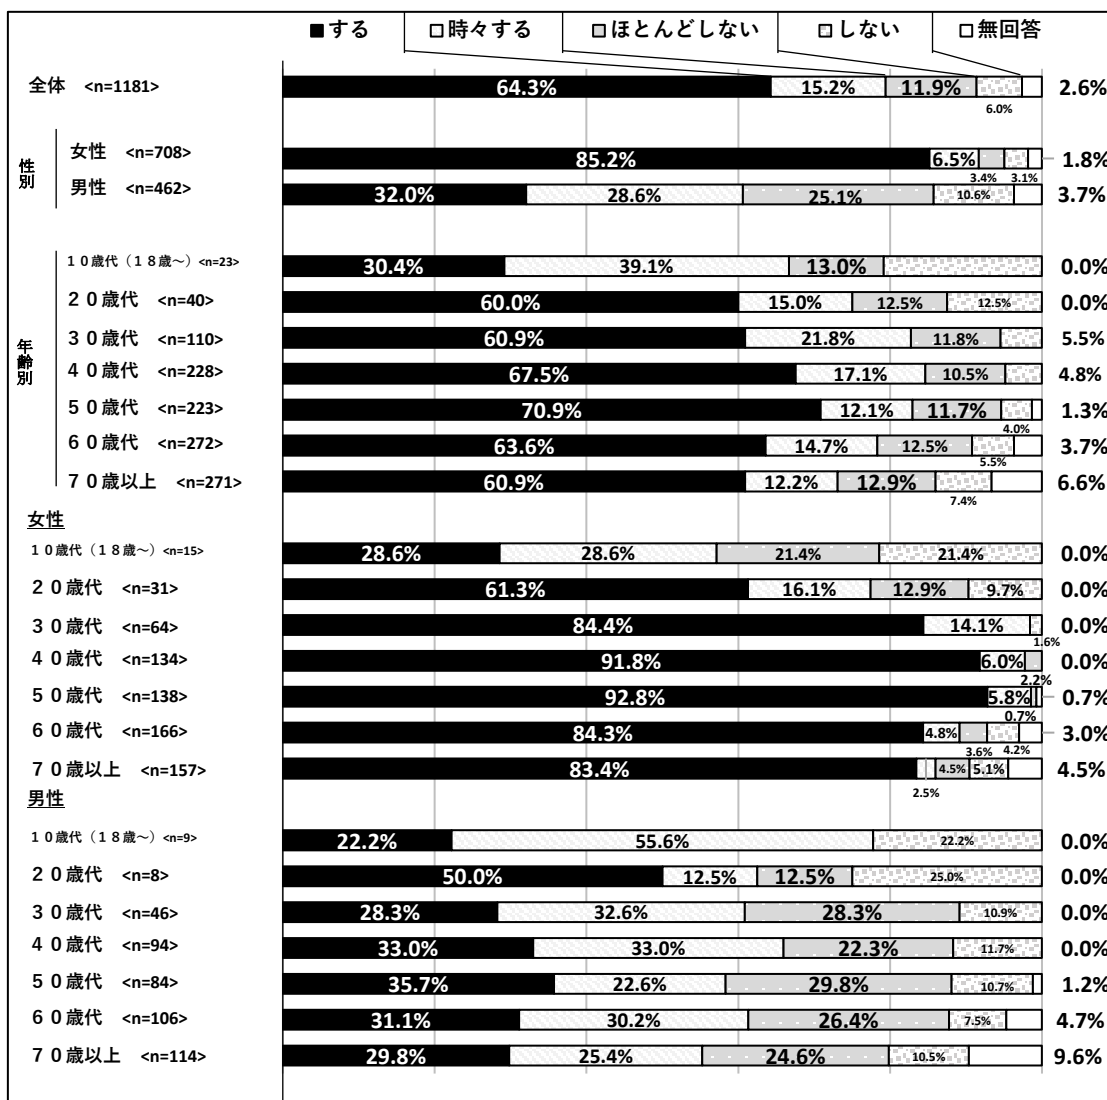 ■する □時々する □ほとんどしない □しない □無回答
全体 <n=1181> 64.3% 15.2% 11.9% 6.0% 2.6%
性別
女性 <n=708> 85.2% 6.5% 3.4% 3.1% 1.8%
男性 <n=462> 32.0% 28.6% 25.1% 10.6% 3.7%
年齢別
10歳代（18歳～）<n=23> 30.4% 39.1% 13.0% 0.0%
20歳代 <n=40> 60.0% 15.0% 12.5% 12.5% 0.0%
30歳代 <n=110> 60.9% 21.8% 11.8% 5.5%
40歳代 <n=228> 67.5% 17.1% 10.5% 4.8%
50歳代 <n=223> 70.9% 12.1% 11.7% 4.0% 1.3%
60歳代 <n=272> 63.6% 14.7% 12.5% 5.5% 3.7%
70歳以上 <n=271> 60.9% 12.2% 12.9% 7.4% 6.6%
女性
10歳代（18歳～）<n=15> 28.6% 28.6% 21.4% 21.4% 0.0%
20歳代 <n=31> 61.3% 16.1% 12.9% 9.7% 0.0%
30歳代 <n=64> 84.4% 14.1% 1.6% 0.0%
40歳代 <n=134> 91.8% 6.0% 2.2% 0.0%
50歳代 <n=138> 92.8% 5.8% 0.7% 0.7%
60歳代 <n=166> 84.3% 4.8% 3.6% 4.2% 3.0%
70歳以上 <n=157> 83.4% 2.5% 4.5% 5.1% 4.5%
男性
10歳代（18歳～）<n=9> 22.2% 55.6% 22.2% 0.0%
20歳代 <n=8> 50.0% 12.5% 12.5% 25.0% 0.0%
30歳代 <n=46> 28.3% 32.6% 28.3% 10.9% 0.0%
40歳代 <n=94> 33.0% 33.0% 22.3% 11.7% 0.0%
50歳代 <n=84> 35.7% 22.6% 29.8% 10.7% 1.2%
60歳代 <n=106> 31.1% 30.2% 26.4% 7.5% 4.7%
70歳以上 <n=114> 29.8% 25.4% 24.6% 10.5% 9.6%